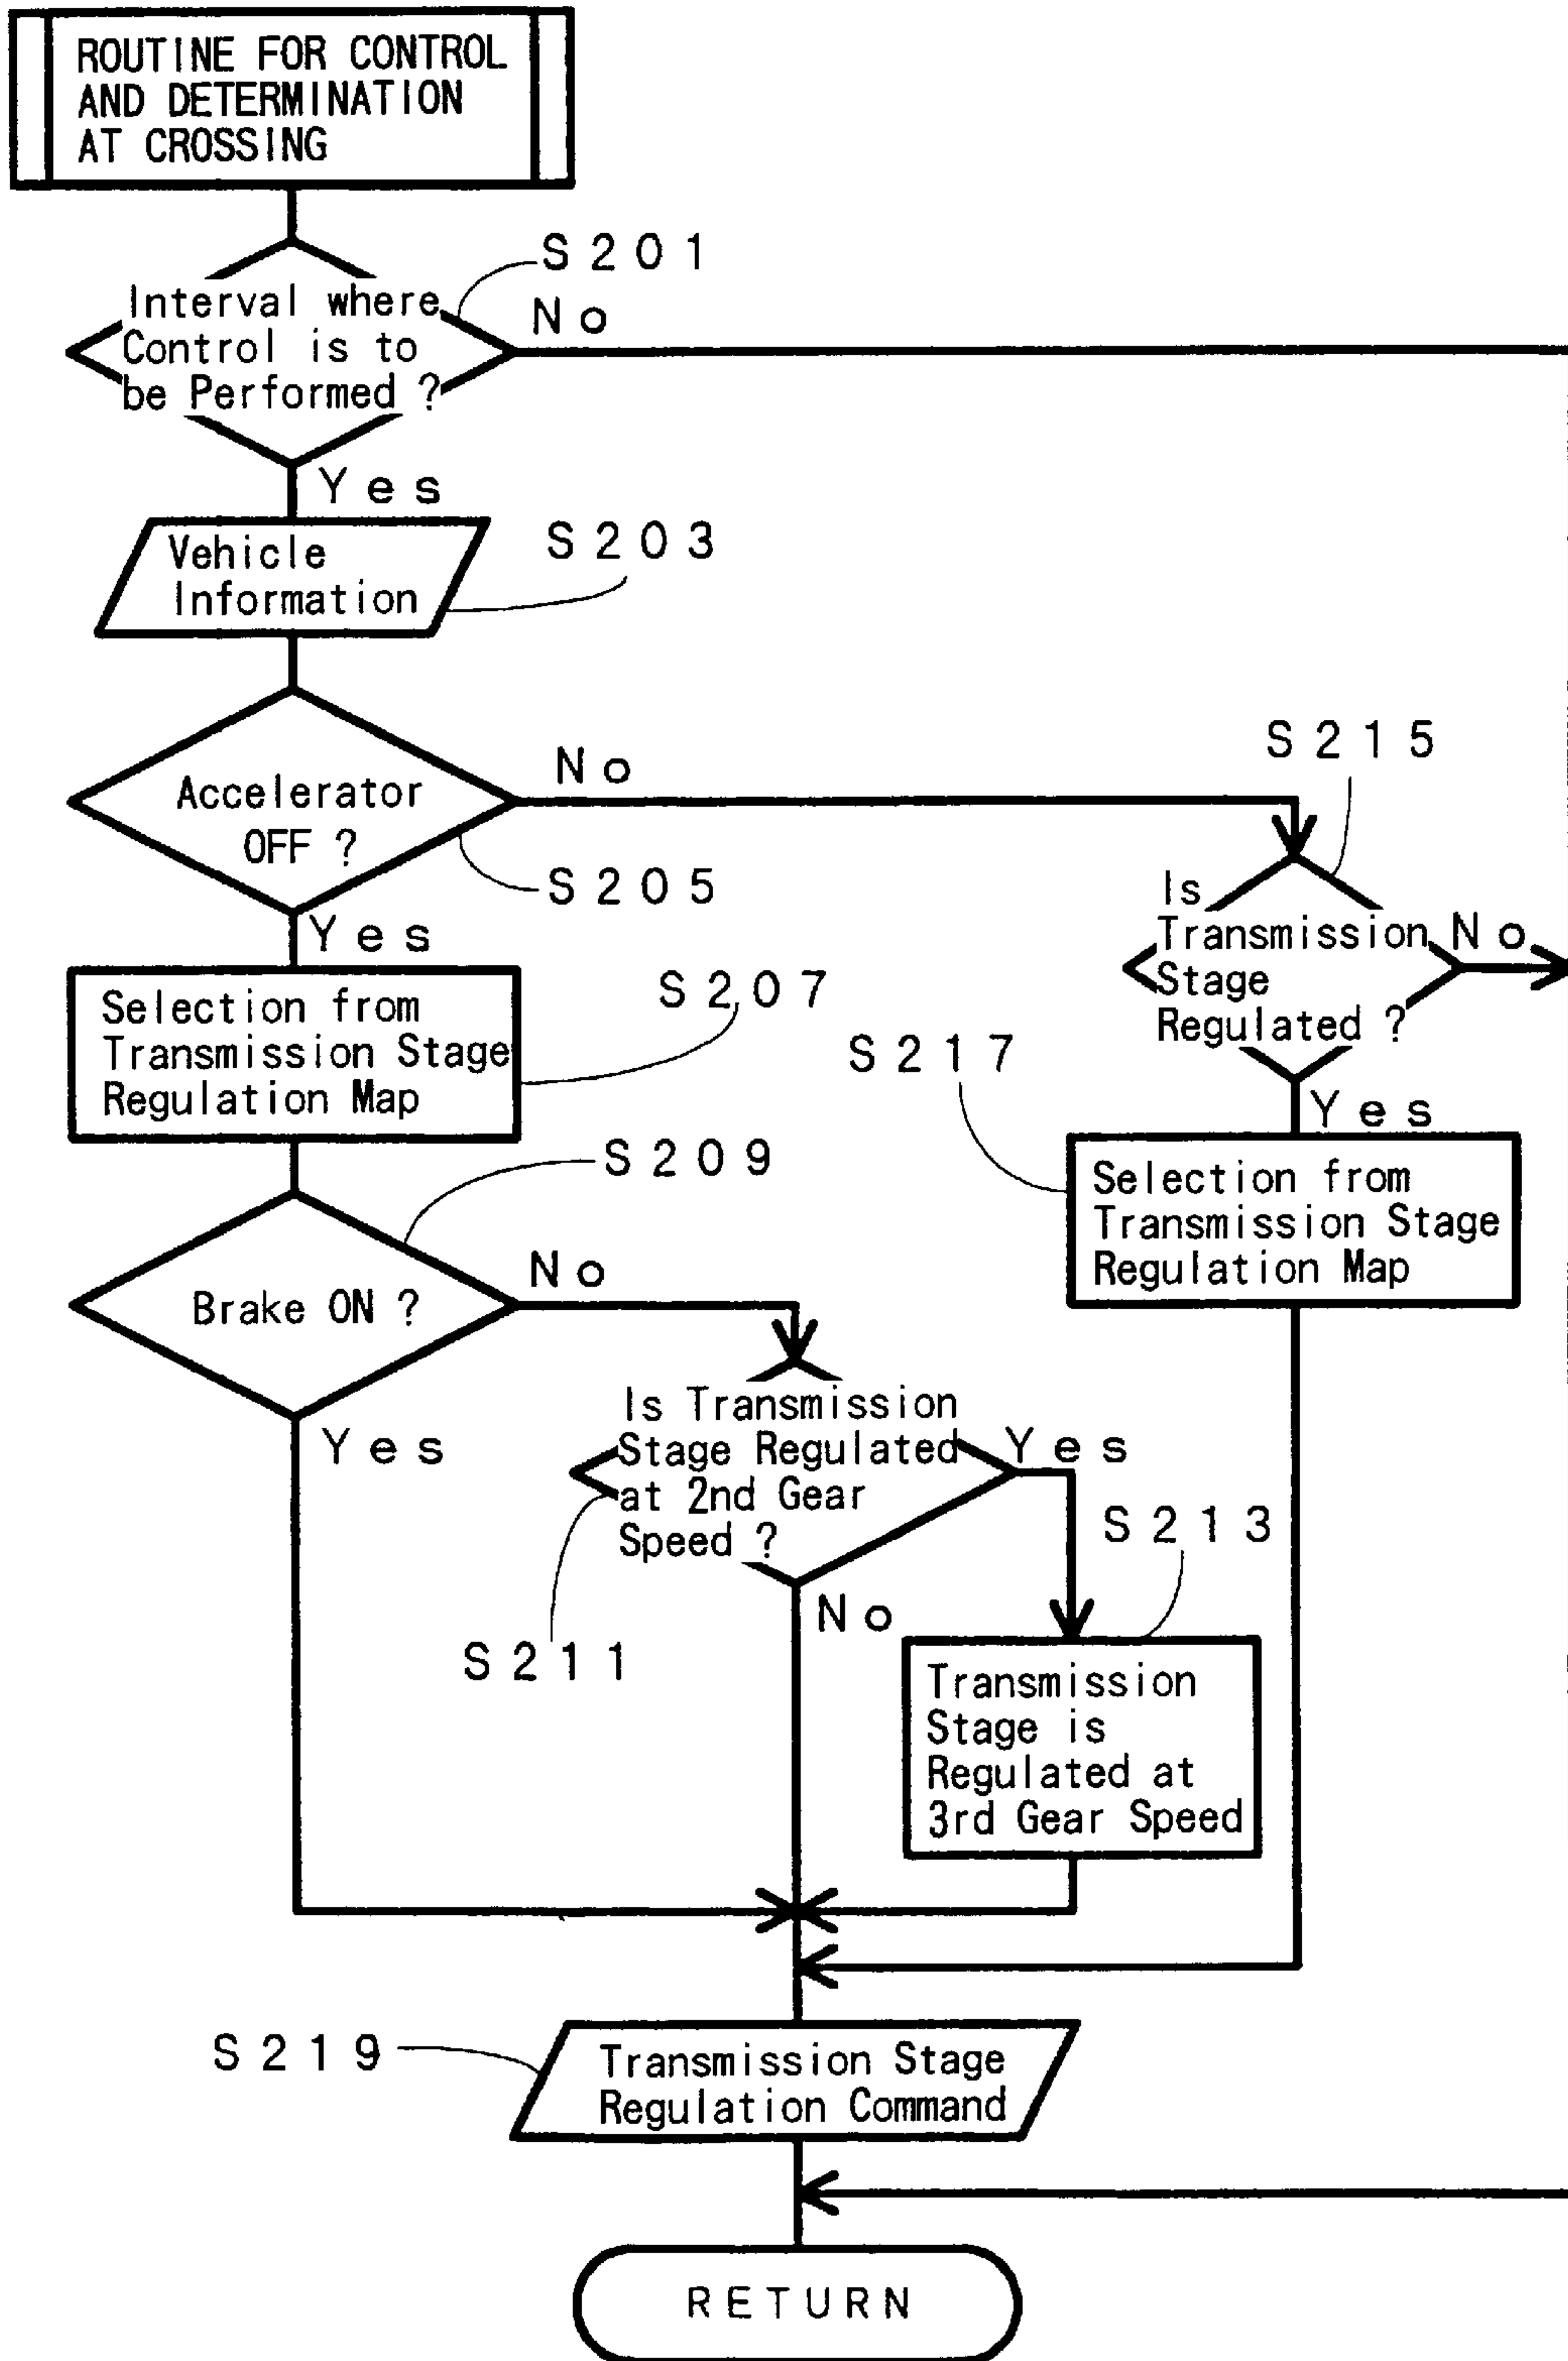 ROUTINE FOR CONTROL
AND DETERMINATION
AT CROSSING
S201
Interval where
Control is to
be Performed ?
No
Yes
Vehicle
Information
S203
Accelerator
OFF ?
No
S205
Yes
S215
Is
Transmission
Stage
Regulated ?
No
Yes
Selection from
Transmission Stage
Regulation Map
S207
S217
Selection from
Transmission Stage
Regulation Map
S209
Brake ON ?
No
Yes
Is Transmission
Stage Regulated
at 2nd Gear
Speed ?
Yes
No
S211
S213
Transmission
Stage is
Regulated at
3rd Gear Speed
S219
Transmission Stage
Regulation Command
RETURN